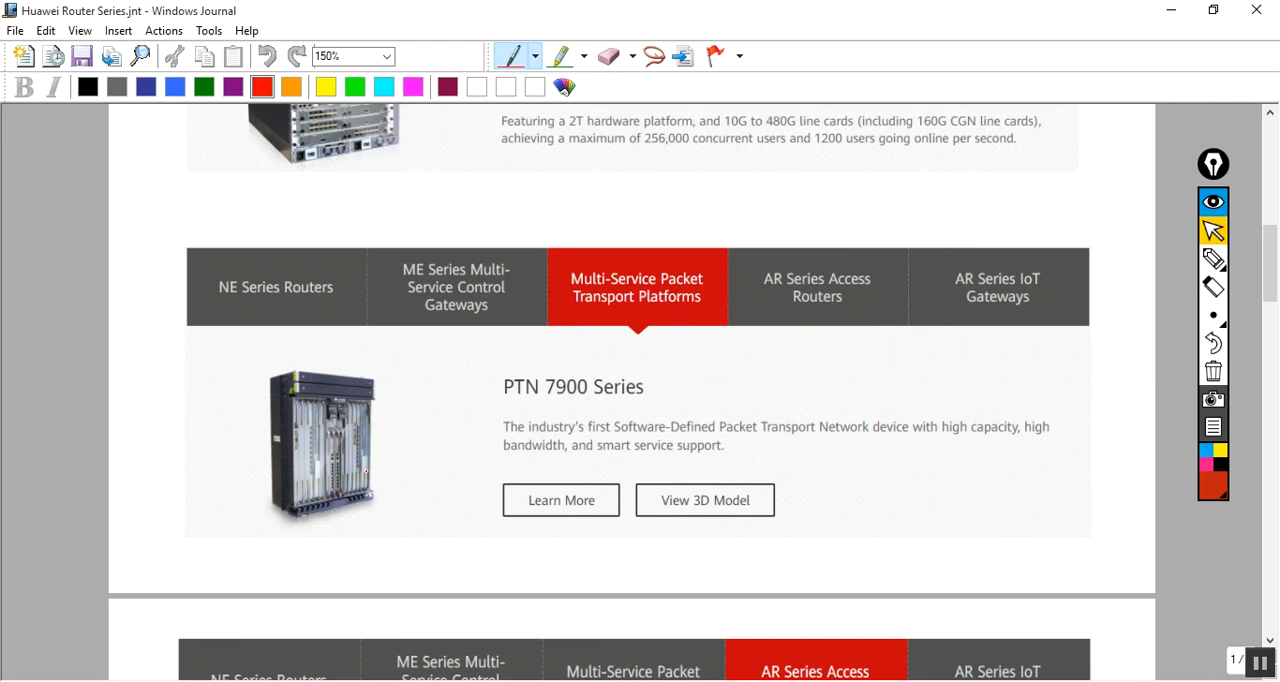 Huawei Router Series.jnt - Windows Journal
File Edit View Insert Actions Tools Help
150%
B I
Featuring a 2T hardware platform, and 10G to 480G line cards (including 160G CGN line cards),
achieving a maximum of 256,000 concurrent users and 1200 users going online per second.
NE Series Routers
ME Series Multi-
Service Control
Gateways
Multi-Service Packet
Transport Platforms
AR Series Access
Routers
AR Series IoT
Gateways
PTN 7900 Series
The industry's first Software-Defined Packet Transport Network device with high capacity, high
bandwidth, and smart service support.
Learn More
View 3D Model
NE Series Routers
ME Series Multi-
Service Control
Multi-Service Packet
AR Series Access
AR Series IoT
1 /